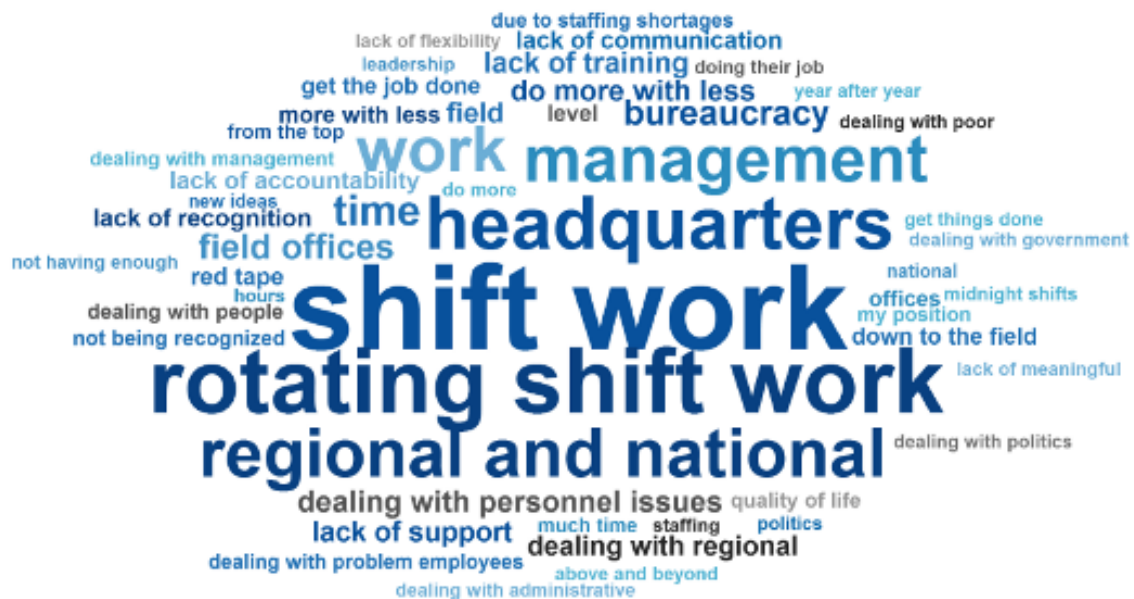 due to staffing shortages
lack of flexibility lack of communication
leadership lack of training doing their job
get the job done do more with less year after year
more with less field level bureaucracy dealing with poor
from the top work management
dealing with management
lack of accountability do more
new ideas time headquarters
lack of recognition get things done
field offices dealing with government
not having enough
red tape shift work national
hours offices midnight shifts
dealing with people my position
not being recognized down to the field
rotating shift work lack of meaningful
regional and national dealing with politics
dealing with personnel issues quality of life
lack of support much time staffing politics
dealing with regional
dealing with problem employees
above and beyond
dealing with administrative